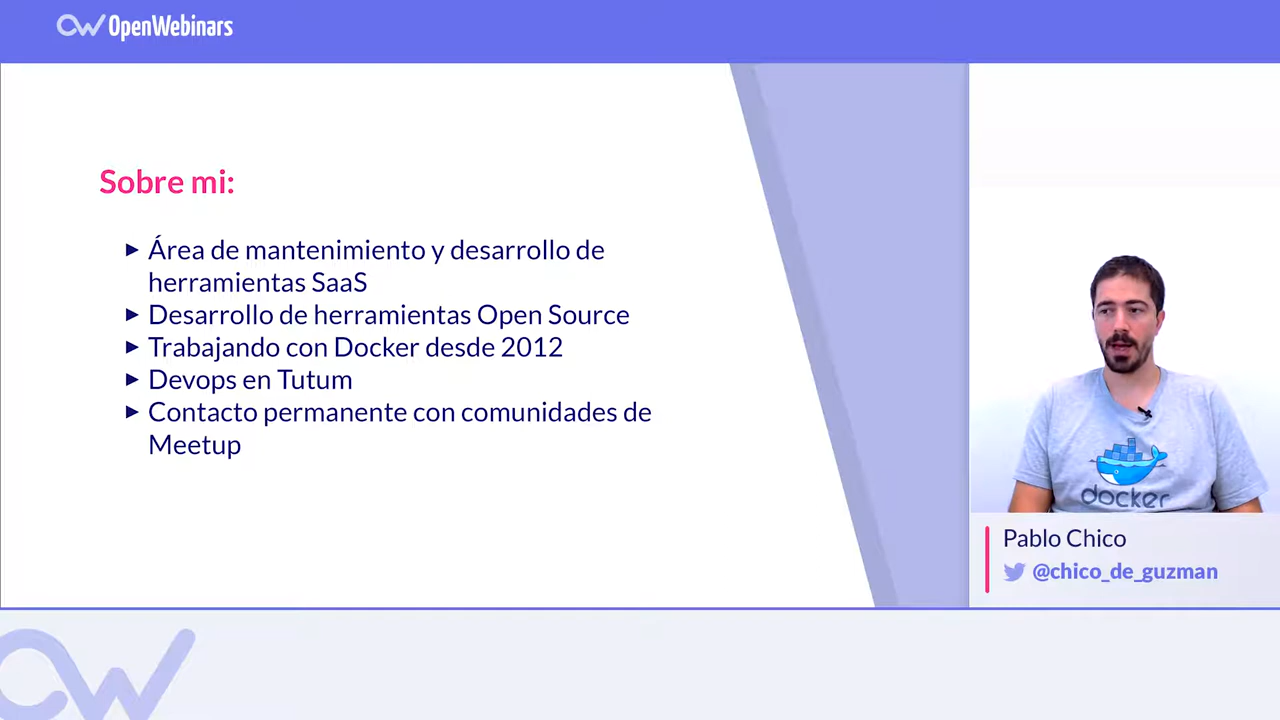 OpenWebinars
Sobre mi:
Área de mantenimiento y desarrollo de
herramientas SaaS
Desarrollo de herramientas Open Source
Trabajando con Docker desde 2012
Devops en Tutum
Contacto permanente con comunidades de
Meetup
docker
Pablo Chico
@chico_de_guzman